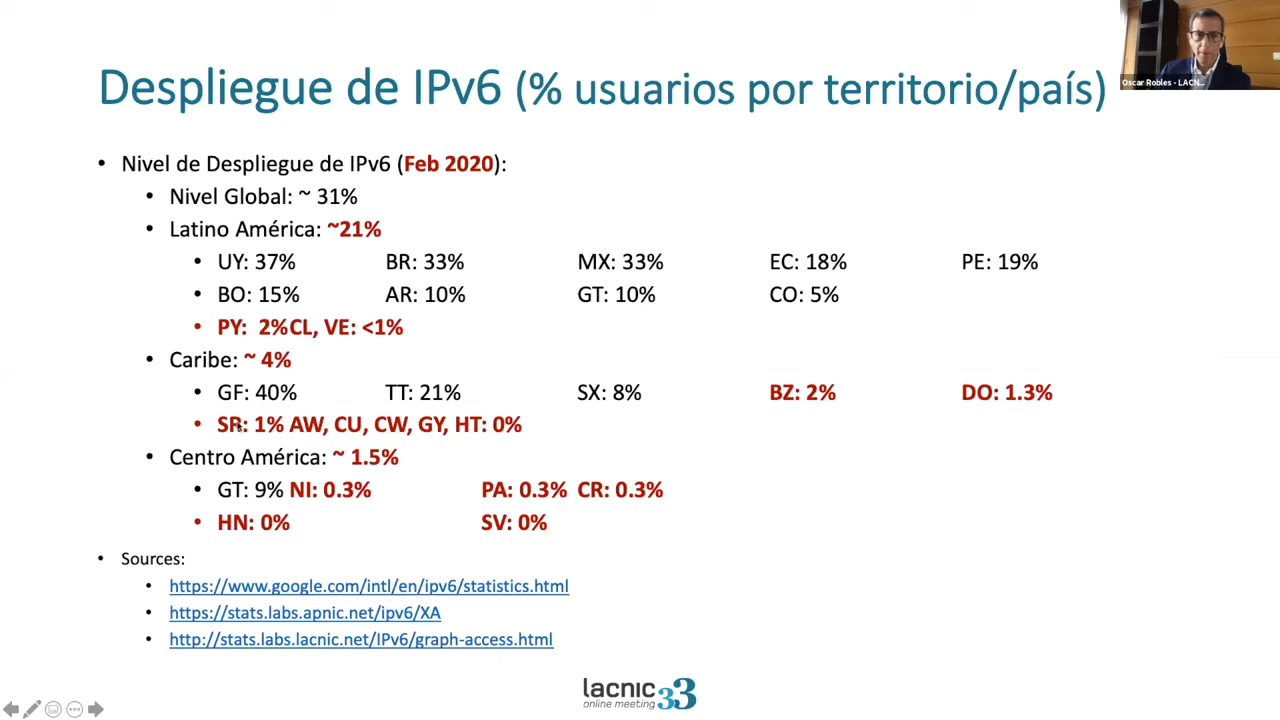 Despliegue de IPv6 (% usuarios por territorio/país)
Oscar Robles - LACN...
• Nivel de Despliegue de IPv6 (Feb 2020):
• Nivel Global: ~ 31%
• Latino América: ~21%
• UY: 37% BR: 33% MX: 33% EC: 18% PE: 19%
• BO: 15% AR: 10% GT: 10% CO: 5%
• PY: 2%CL, VE: <1%
• Caribe: ~ 4%
• GF: 40% TT: 21% SX: 8% BZ: 2% DO: 1.3%
• SR: 1% AW, CU, CW, GY, HT: 0%
• Centro América: ~ 1.5%
• GT: 9% NI: 0.3% PA: 0.3% CR: 0.3%
• HN: 0% SV: 0%
• Sources:
• https://www.google.com/intl/en/ipv6/statistics.html
• https://stats.labs.apnic.net/ipv6/XA
• http://stats.labs.lacnic.net/IPv6/graph-access.html
lacnic 33
online meeting